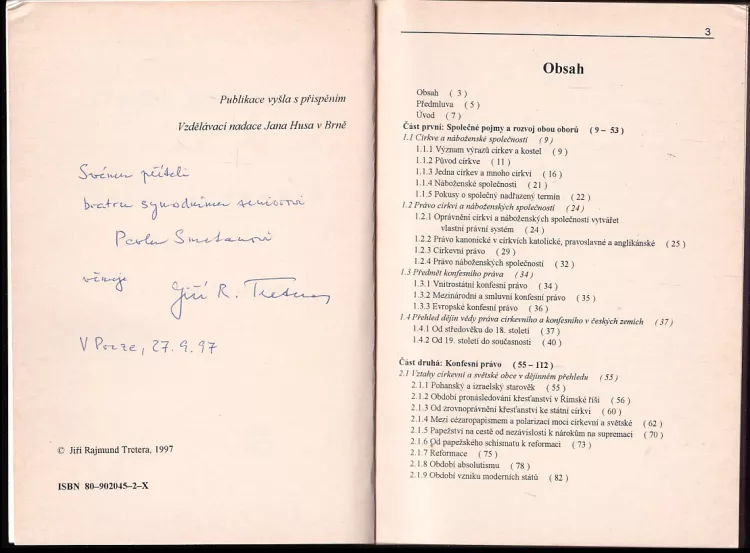 Publikace vyšla s přispěním
Vzdělávací nadace Jana Husa v Brně
Svému příteli
bratru synodnímu seniorovi
Pavlu Smetanovi
věnuje
Jiří R. Tretera
V Praze, 27.9.97
© Jiří Rajmund Tretera, 1997
ISBN 80–902045–2–X
3
Obsah
Obsah ( 3 )
Předmluva ( 5 )
Úvod ( 7 )
Část první: Společné pojmy a rozvoj obou oborů ( 9 – 53)
1.1 Církve a náboženské společnosti ( 9 )
1.1.1 Význam výrazů církev a kostel ( 9 )
1.1.2 Původ církve ( 11 )
1.1.3 Jedna církev a mnoho církví ( 16 )
1.1.4 Náboženské společnosti ( 21 )
1.1.5 Pokusy o společný nadřazený termín ( 22 )
1.2 Právo církví a náboženských společností ( 24 )
1.2.1 Oprávnění církví a náboženských společností vytvářet
vlastní právní systém ( 24 )
1.2.2 Právo kanonické v církvích katolické, pravoslavné a anglikánské ( 25 )
1.2.3 Církevní právo ( 29 )
1.2.4 Právo náboženských společností ( 32 )
1.3 Předmět konfesního práva ( 34 )
1.3.1 Vnitrostátní konfesní právo ( 34 )
1.3.2 Mezinárodní a smluvní konfesní právo ( 35 )
1.3.3 Evropské konfesní právo ( 36 )
1.4 Přehled dějin vědy práva církevního a konfesního v českých zemích ( 37 )
1.4.1 Od středověku do 18. století ( 37 )
1.4.2 Od 19. století do současnosti ( 40 )
Část druhá: Konfesní právo ( 55 – 112 )
2.1 Vztahy církevní a světské obce v dějinném přehledu ( 55 )
2.1.1 Pohanský a izraelský starověk ( 55 )
2.1.2 Období pronásledování křesťanství v Římské říši ( 56 )
2.1.3 Od zrovnoprávnění křesťanství ke státní církvi ( 60 )
2.1.4 Mezi cézaropapismem a polarizací moci církevní a světské ( 62 )
2.1.5 Papežství na cestě od nezávislosti k nárokům na supremaci ( 70 )
2.1.6 Od papežského schismatu k reformaci ( 73 )
2.1.7 Reformace ( 75 )
2.1.8 Období absolutismu ( 78 )
2.1.9 Období vzniku moderních států ( 82 )